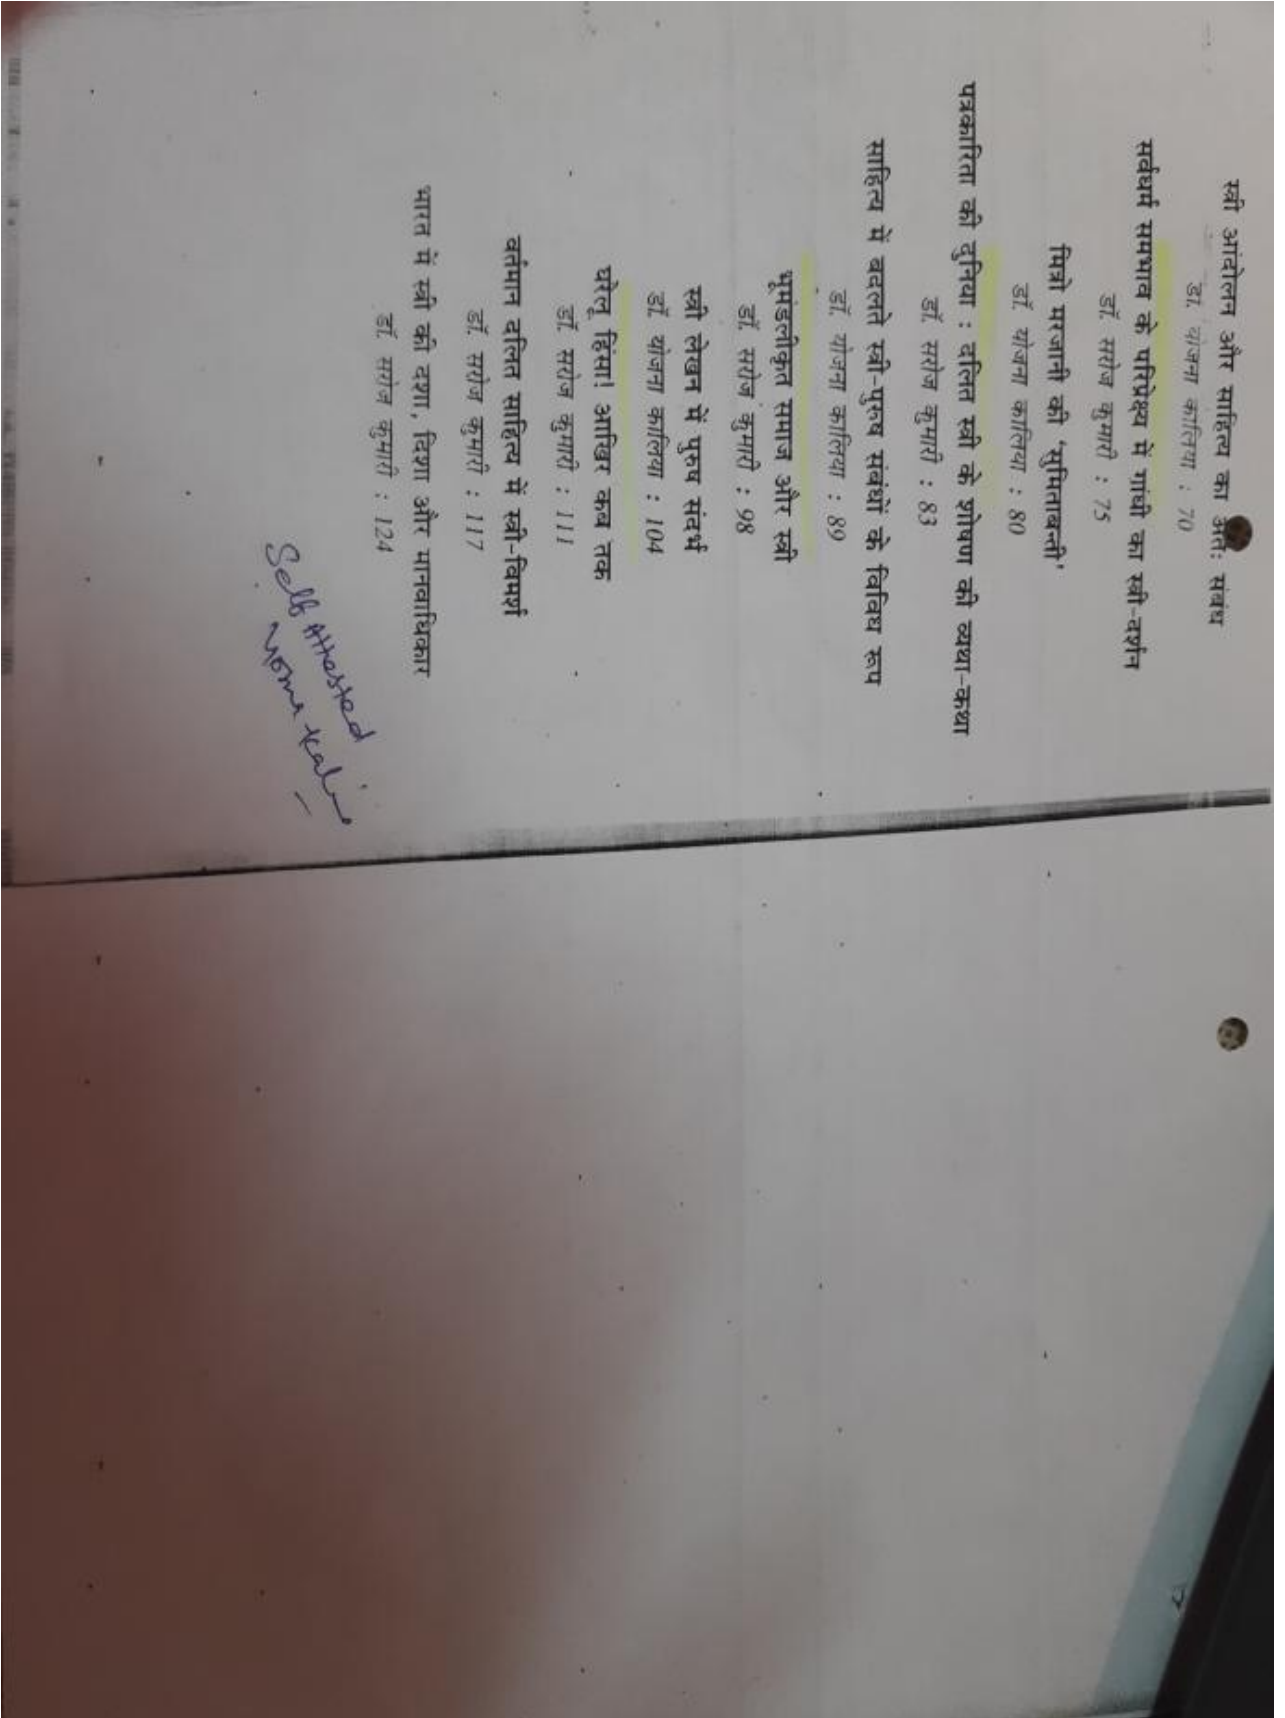 स्त्री आंदोलन और साहित्य का अंतः संबंध
डॉ. योजना कालिया : 70
सर्वधर्म समभाव के परिप्रेक्ष्य में गांधी का स्त्री-दर्शन
डॉ. सरोज कुमारी : 75
मित्रो मरजानी की 'सुमिताबन्ती'
डॉ. योजना कालिया : 80
पत्रकारिता की दुनिया : दलित स्त्री के शोषण की व्यथा-कथा
डॉ. सरोज कुमारी : 83
साहित्य में बदलते स्त्री-पुरुष संबंधों के विविध रूप
डॉ. योजना कालिया : 89
भूमंडलीकृत समाज और स्त्री
डॉ. सरोज कुमारी : 98
स्त्री लेखन में पुरुष संदर्भ
डॉ. योजना कालिया : 104
घरेलू हिंसा! आखिर कब तक
डॉ. सरोज कुमारी : 111
वर्तमान दलित साहित्य में स्त्री-विमर्श
डॉ. सरोज कुमारी : 117
भारत में स्त्री की दशा, दिशा और मानवाधिकार
डॉ. सरोज कुमारी : 124
Self Attested